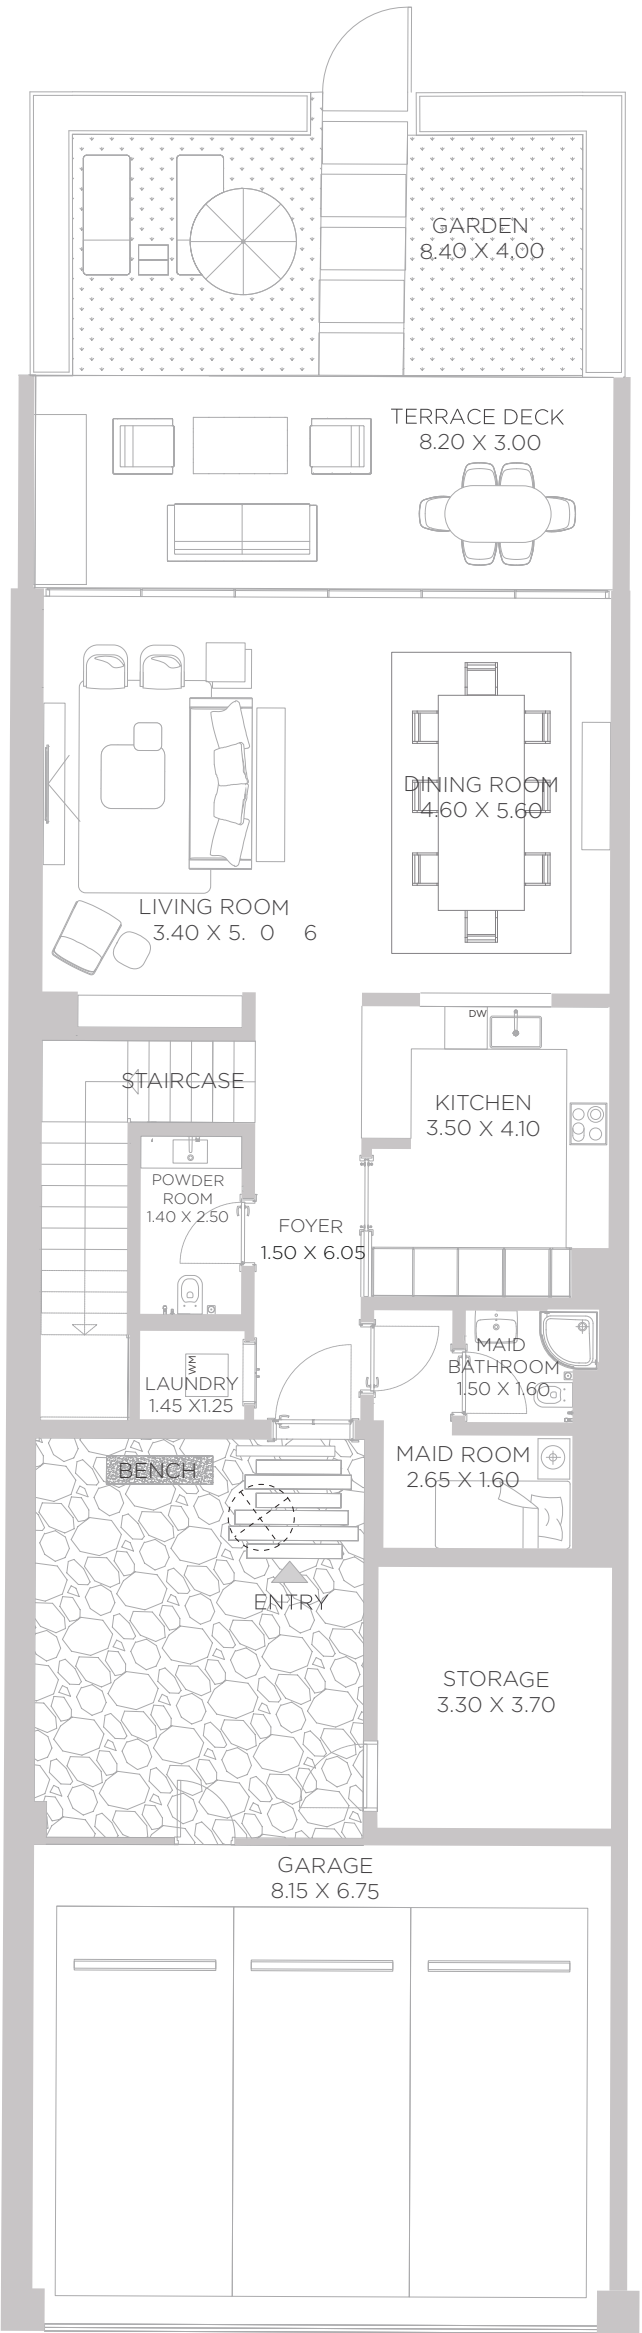 GARDEN
8.40 X 4.00
TERRACE DECK
8.20 X 3.00
DINING ROOM
4.60 X 5.60
LIVING ROOM
3.40 X 5. 0 6
DW
STAIRCASE
KITCHEN
3.50 X 4.10
POWDER
ROOM
1.40 X 2.50
FOYER
1.50 X 6.05
MAID
BATHROOM
1.50 X 1.60
WM
LAUNDRY
1.45 X1.25
MAID ROOM
2.65 X 1.60
BENCH
ENTRY
STORAGE
3.30 X 3.70
GARAGE
8.15 X 6.75